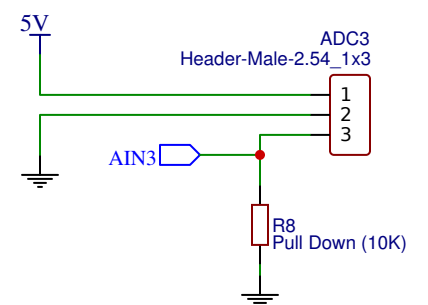 5V
ADC3
Header-Male-2.54_1x3
1
2
3
AIN3
R8
Pull Down (10K)